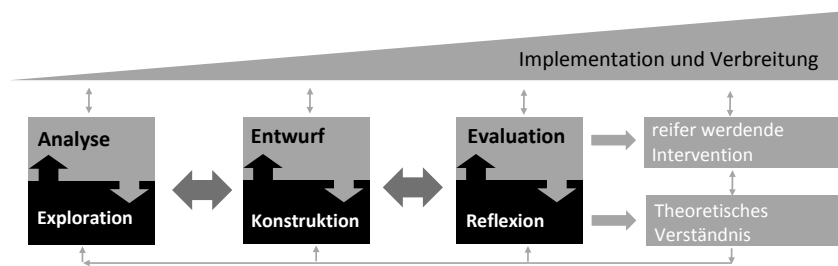 Implementation und Verbreitung
Analyse
Exploration
Entwurf
Konstruktion
Evaluation
Reflexion
reifer werdende
Intervention
Theoretisches
Verständnis